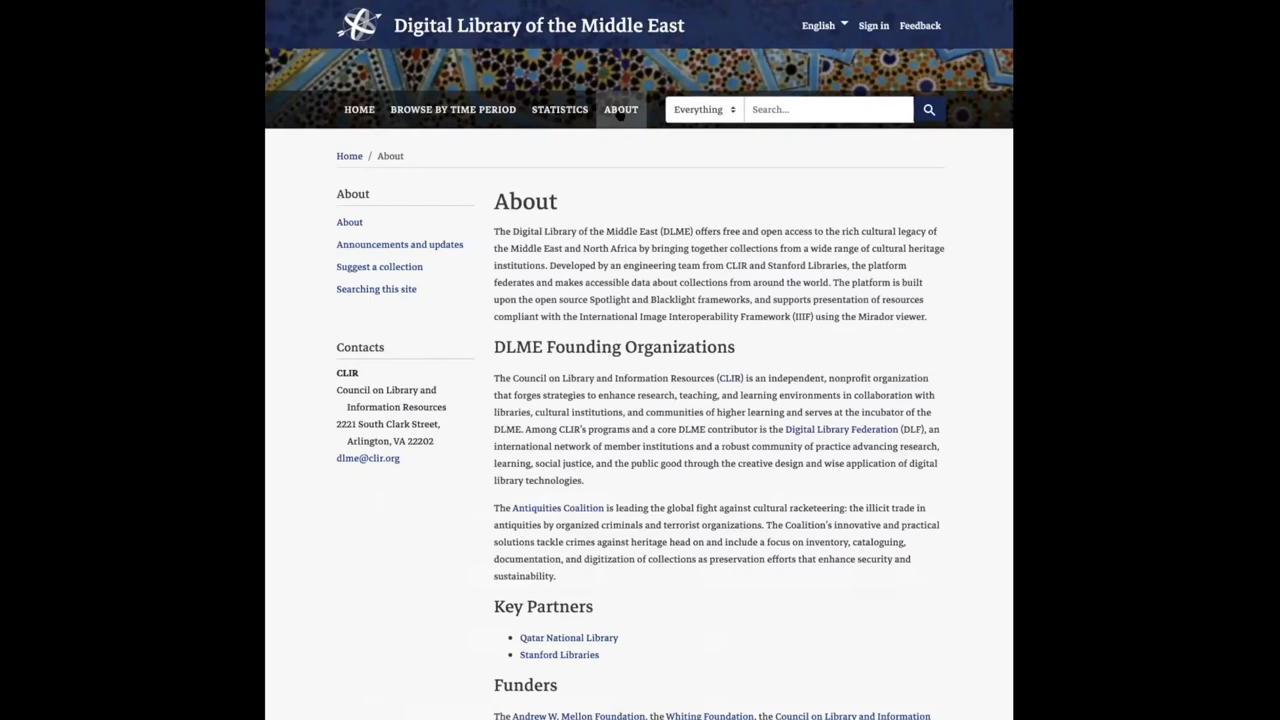 Digital Library of the Middle East
English Sign in Feedback
HOME BROWSE BY TIME PERIOD STATISTICS ABOUT Everything Search...
Home / About
About
About
Announcements and updates
Suggest a collection
Searching this site
Contacts
CLIR
Council on Library and
Information Resources
2221 South Clark Street,
Arlington, VA 22202
dlme@clir.org
About
The Digital Library of the Middle East (DLME) offers free and open access to the rich cultural legacy of
the Middle East and North Africa by bringing together collections from a wide range of cultural heritage
institutions. Developed by an engineering team from CLIR and Stanford Libraries, the platform
federates and makes accessible data about collections from around the world. The platform is built
upon the open source Spotlight and Blacklight frameworks, and supports presentation of resources
compliant with the International Image Interoperability Framework (IIIF) using the Mirador viewer.
DLME Founding Organizations
The Council on Library and Information Resources (CLIR) is an independent, nonprofit organization
that forges strategies to enhance research, teaching, and learning environments in collaboration with
libraries, cultural institutions, and communities of higher learning and serves at the incubator of the
DLME. Among CLIR's programs and a core DLME contributor is the Digital Library Federation (DLF), an
international network of member institutions and a robust community of practice advancing research,
learning, social justice, and the public good through the creative design and wise application of digital
library technologies.
The Antiquities Coalition is leading the global fight against cultural racketeering: the illicit trade in
antiquities by organized criminals and terrorist organizations. The Coalition's innovative and practical
solutions tackle crimes against heritage head on and include a focus on inventory, cataloguing,
documentation, and digitization of collections as preservation efforts that enhance security and
sustainability.
Key Partners
• Qatar National Library
• Stanford Libraries
Funders
The Andrew W. Mellon Foundation, the Whiting Foundation, the Council on Library and Information